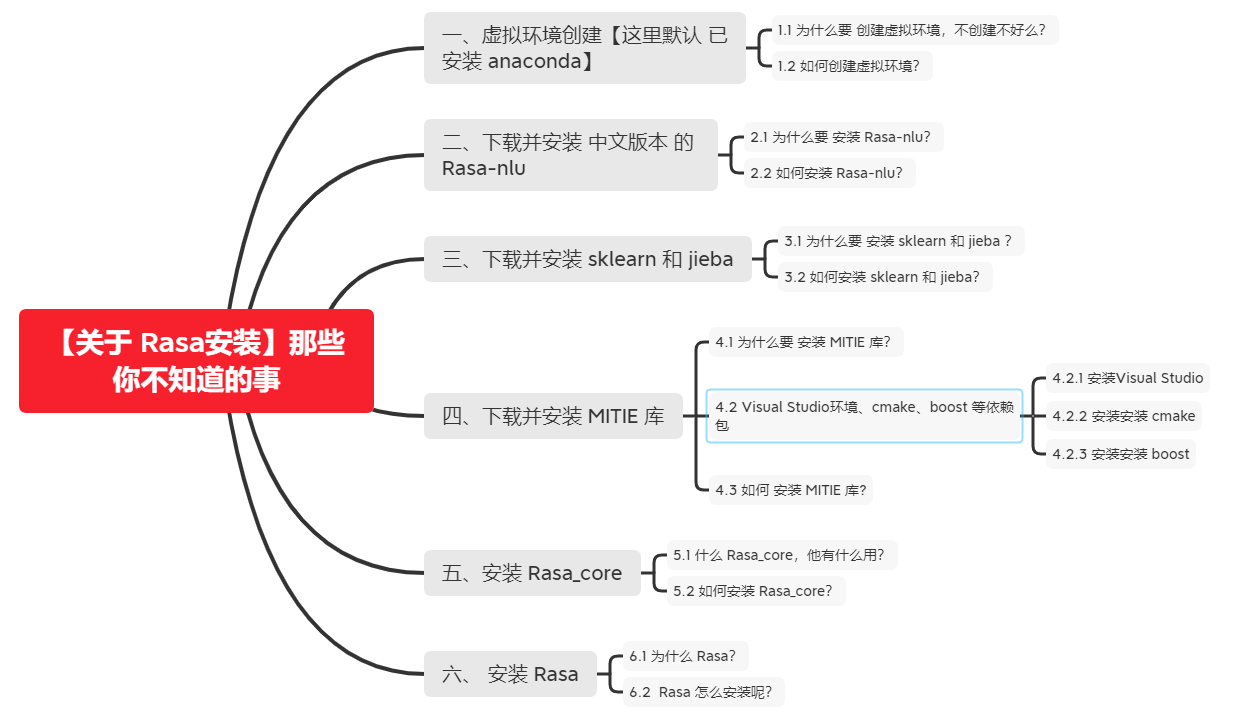 【关于 Rasa安装】那些
你不知道的事
一、虚拟环境创建【这里默认 已
安装 anaconda】
1.1 为什么要 创建虚拟环境，不创建不好么？
1.2 如何创建虚拟环境？
二、下载并安装 中文版本 的
Rasa-nlu
2.1 为什么要 安装 Rasa-nlu？
2.2 如何安装 Rasa-nlu？
三、下载并安装 sklearn 和 jieba
3.1 为什么要 安装 sklearn 和 jieba ？
3.2 如何安装 sklearn 和 jieba？
四、下载并安装 MITIE 库
4.1 为什么要 安装 MITIE 库？
4.2 Visual Studio环境、cmake、boost 等依赖
包
4.2.1 安装Visual Studio
4.2.2 安装安装 cmake
4.2.3 安装安装 boost
4.3 如何 安装 MITIE 库？
五、安装 Rasa_core
5.1 什么 Rasa_core，他有什么用？
5.2 如何安装 Rasa_core？
六、 安装 Rasa
6.1 为什么 Rasa？
6.2 Rasa 怎么安装呢？